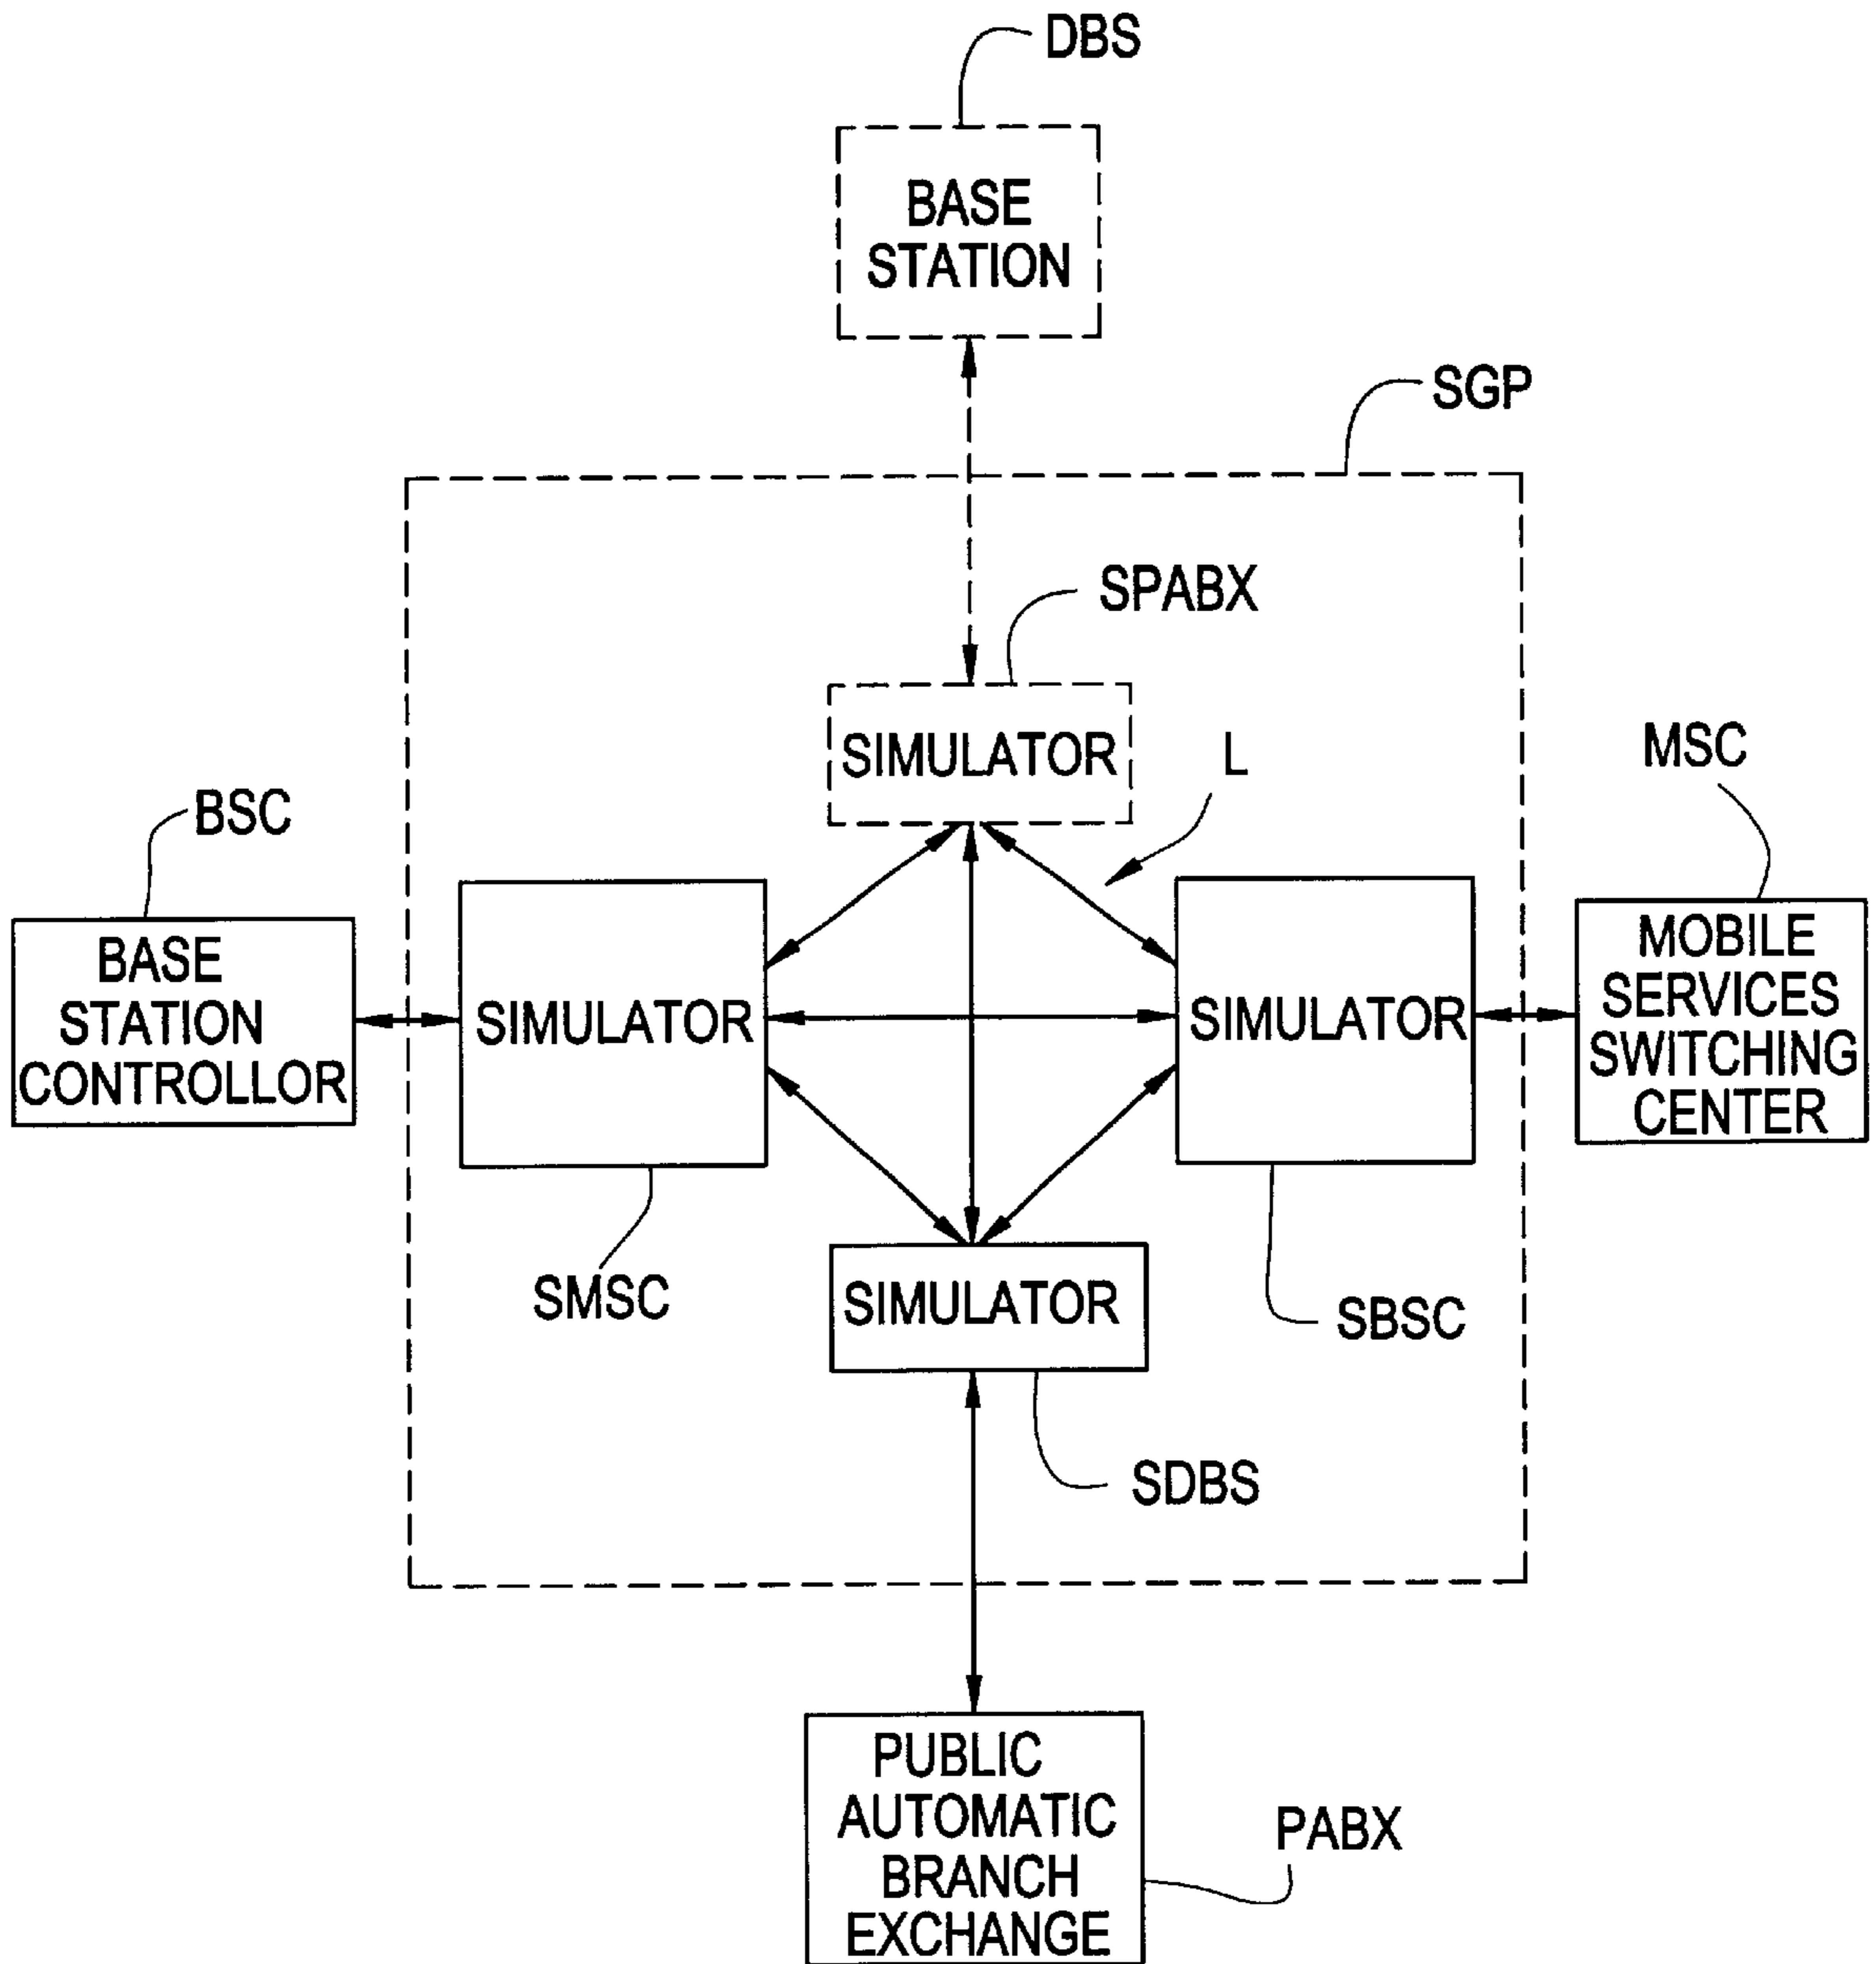 DBS
BASE
STATION
SGP
SPABX
SIMULATOR
L
MSC
BSC
BASE
STATION
CONTROLLOR
SIMULATOR
SIMULATOR
MOBILE
SERVICES
SWITCHING
CENTER
SMSC
SIMULATOR
SBSC
SDBS
PUBLIC
AUTOMATIC
BRANCH
EXCHANGE
PABX